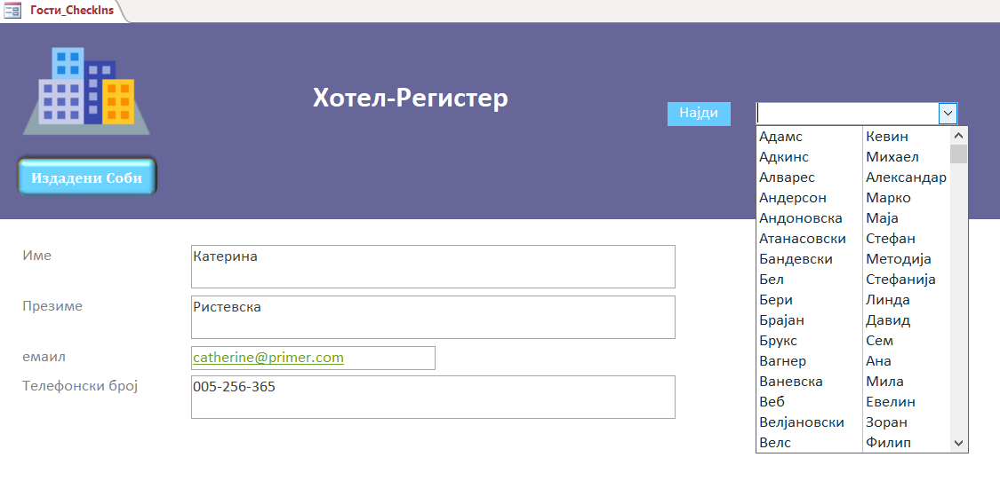 Гости_CheckIns
Хотел-Регистер
Најди
Издадени Соби
Име
Катерина
Презиме
Ристевска
емаил
catherine@primer.com
Телефонски број
005-256-365
Адамс Кевин
Адкинс Михаел
Алварес Александар
Андерсон Марко
Андоновска Маја
Атанасовски Стефан
Бандевски Методија
Бел Стефанија
Бери Линда
Брајан Давид
Брукс Сем
Вагнер Ана
Ваневска Мила
Веб Евелин
Велјановски Зоран
Велс Филип